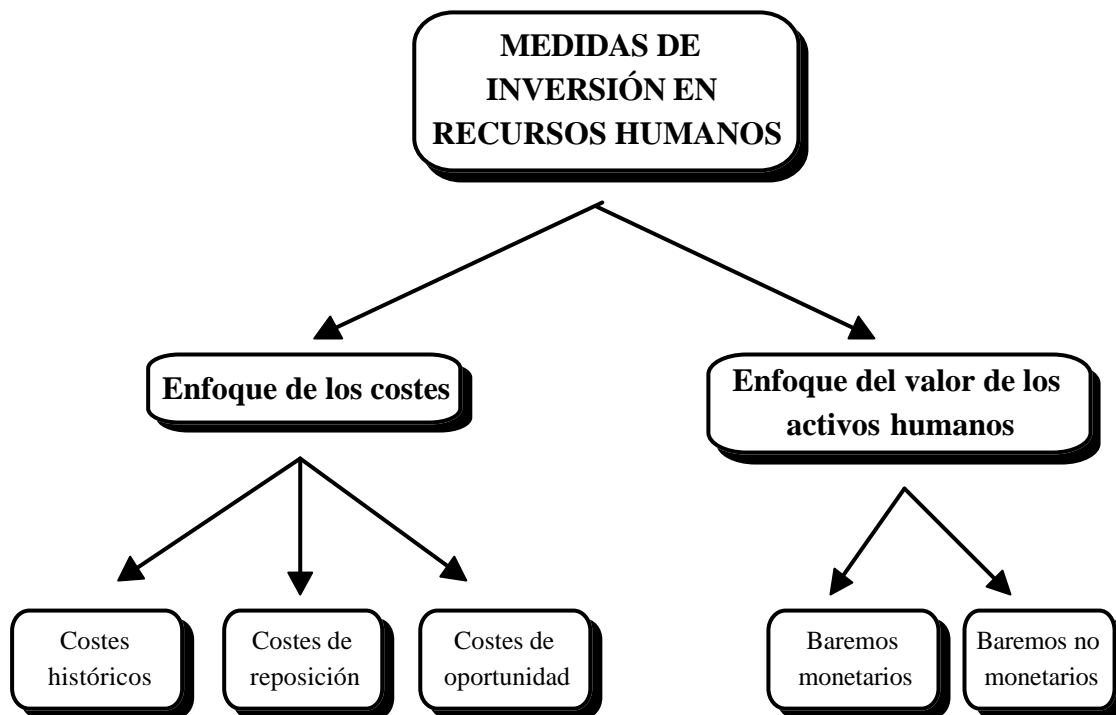 MEDIDAS DE
INVERSIÓN EN
RECURSOS HUMANOS
Enfoque de los costes
Enfoque del valor de los
activos humanos
Costes
históricos
Costes de
reposición
Costes de
oportunidad
Baremos
monetarios
Baremos no
monetarios